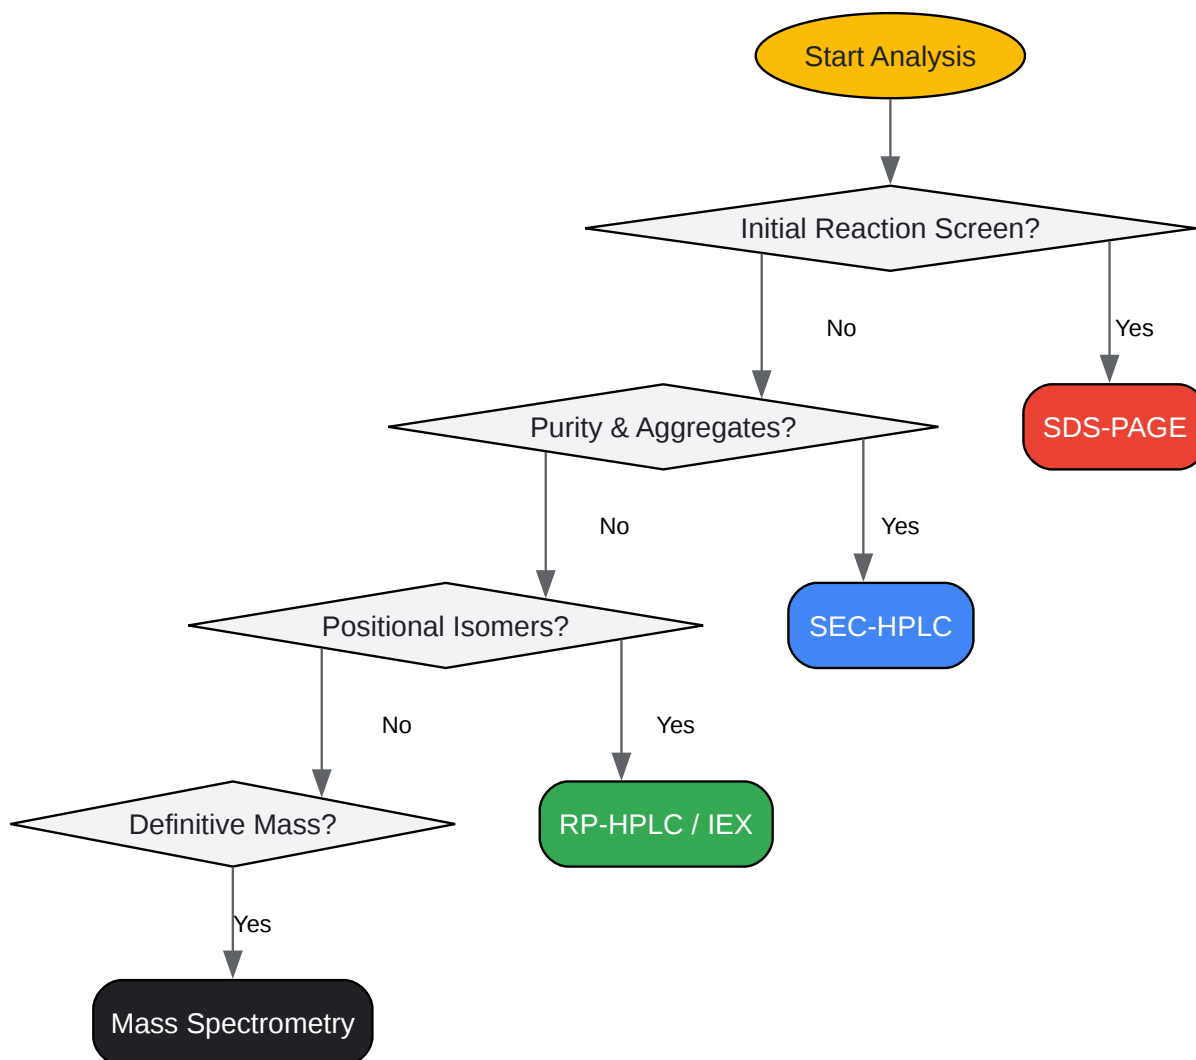 Start Analysis
Initial Reaction Screen?
No
Yes
Purity & Aggregates?
SDS-PAGE
No
Yes
Positional Isomers?
SEC-HPLC
No
Yes
Definitive Mass?
RP-HPLC / IEX
Yes
Mass Spectrometry